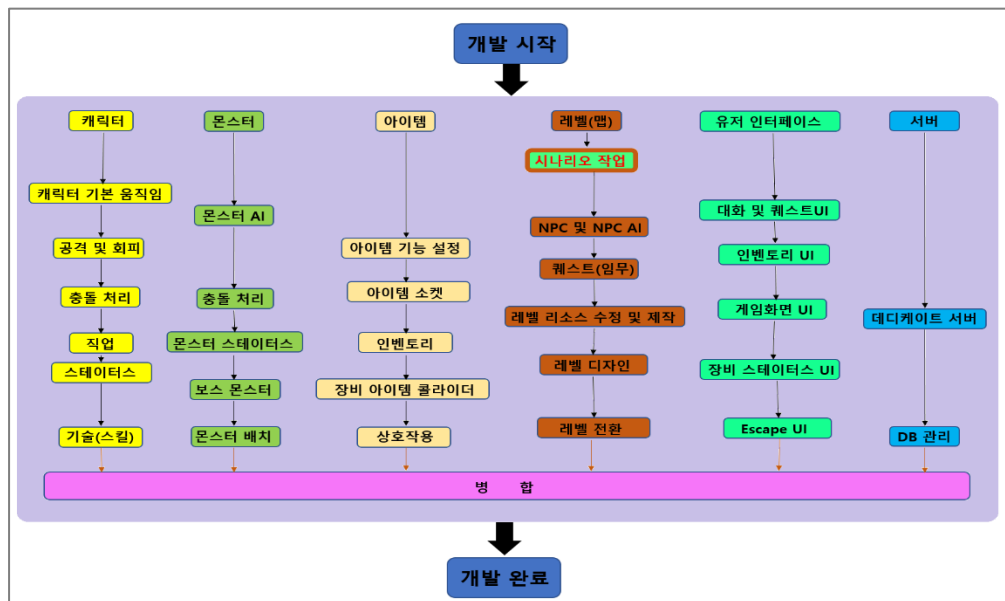 개발 시작
캐릭터
캐릭터 기본 움직임
공격 및 회피
충돌 처리
직업
스테이터스
기술(스킬)
몬스터
몬스터 AI
충돌 처리
몬스터 스테이터스
보스 몬스터
몬스터 배치
아이템
아이템 기능 설정
아이템 소켓
인벤토리
장비 아이템 콜라이더
상호작용
레벨(맵)
시나리오 작업
NPC 및 NPC AI
퀘스트(임무)
레벨 리소스 수정 및 제작
레벨 디자인
레벨 전환
유저 인터페이스
대화 및 퀘스트UI
인벤토리 UI
게임화면 UI
장비 스테이터스 UI
Escape UI
서버
데디케이트 서버
DB 관리
병 합
개발 완료